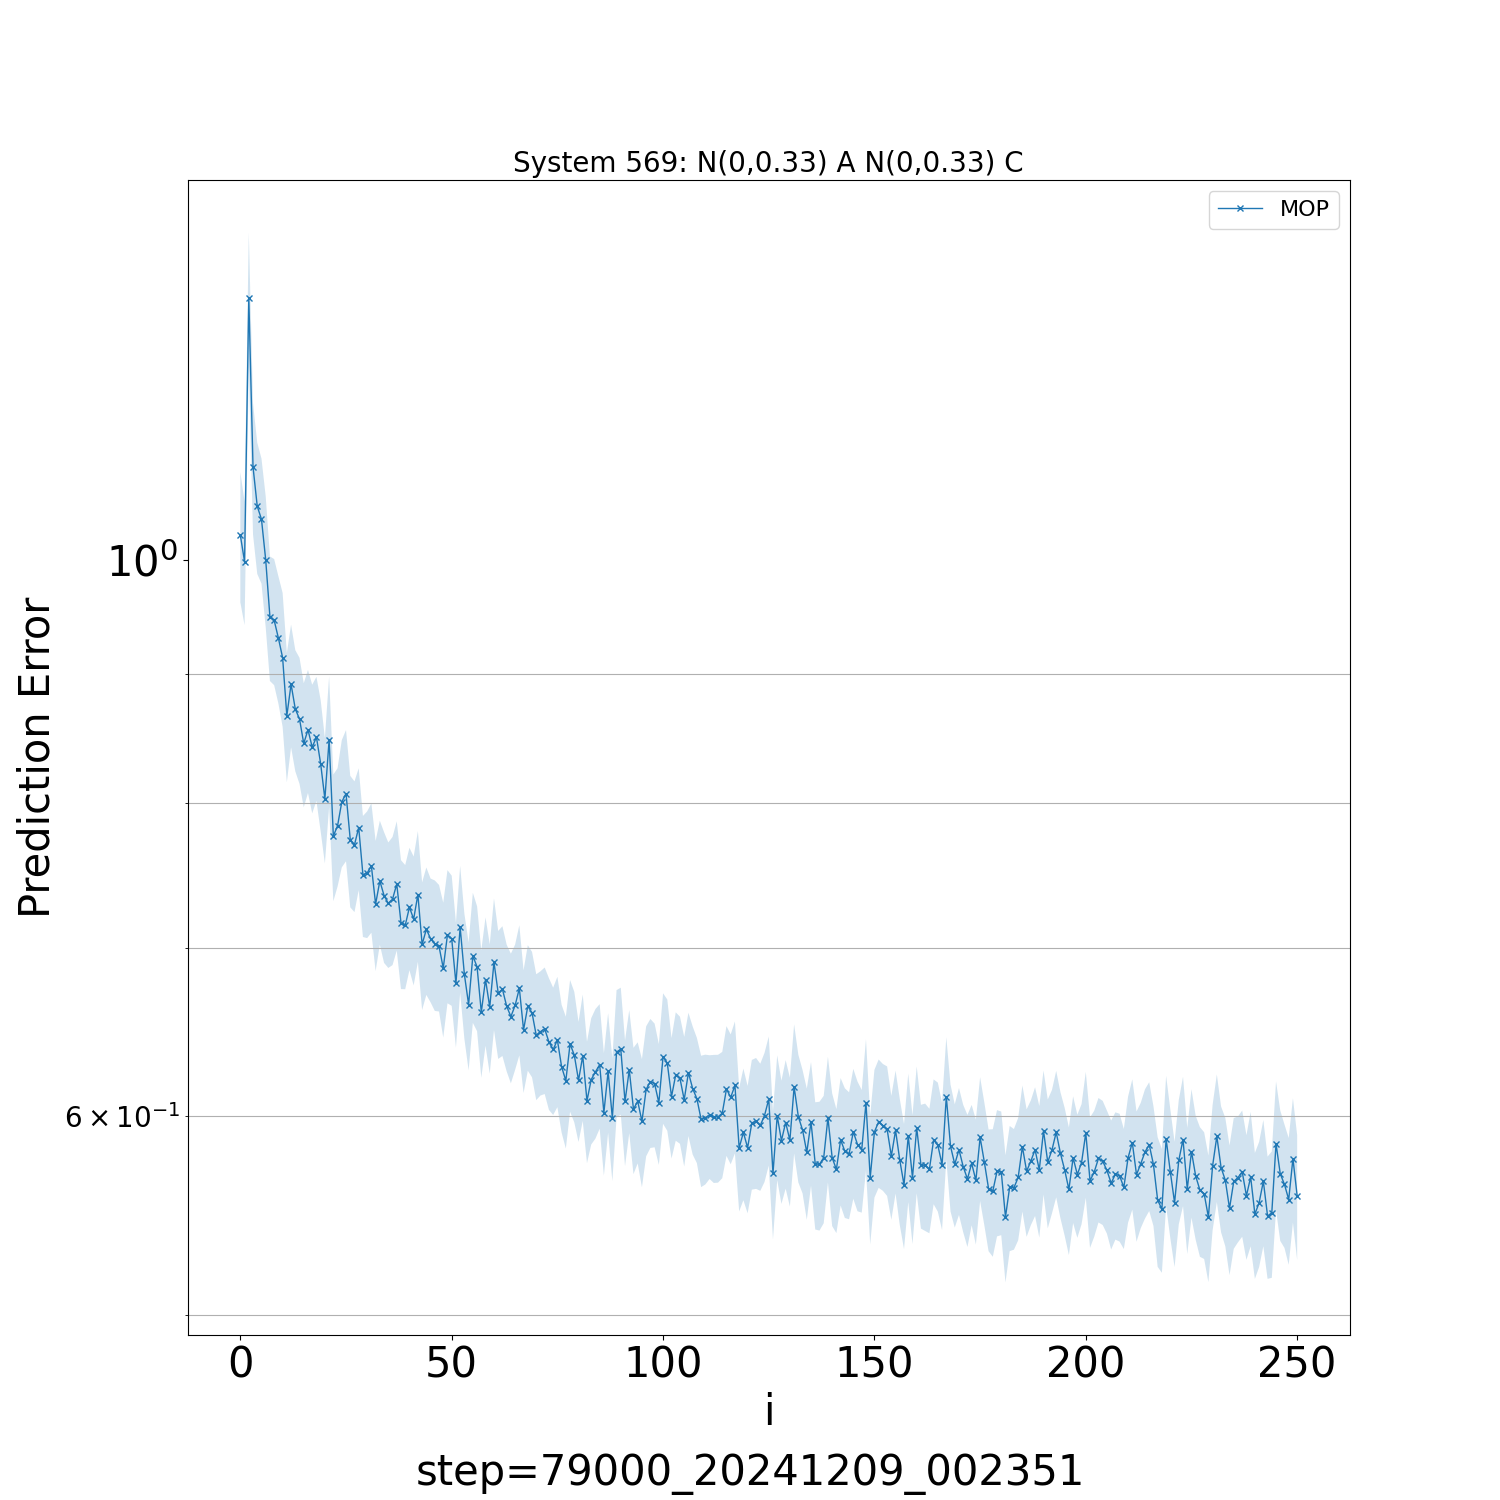 System 569: N(0,0.33) A N(0,0.33) C
MOP
Prediction Error
10⁰
6 × 10⁻¹
0 50 100 150 200 250
i
step=79000_20241209_002351